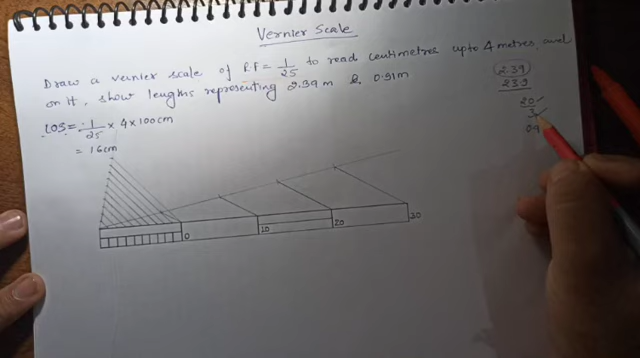 Vernier Scale
Draw a vernier scale of R.F = 1/25 to read centimetres upto 4 metres, and
on it, show lengths representing 2.39 m & 0.91m
LOS = 1/25 × 4 × 100cm
= 16cm
2.39
239
20
3
09
0
10
20
30